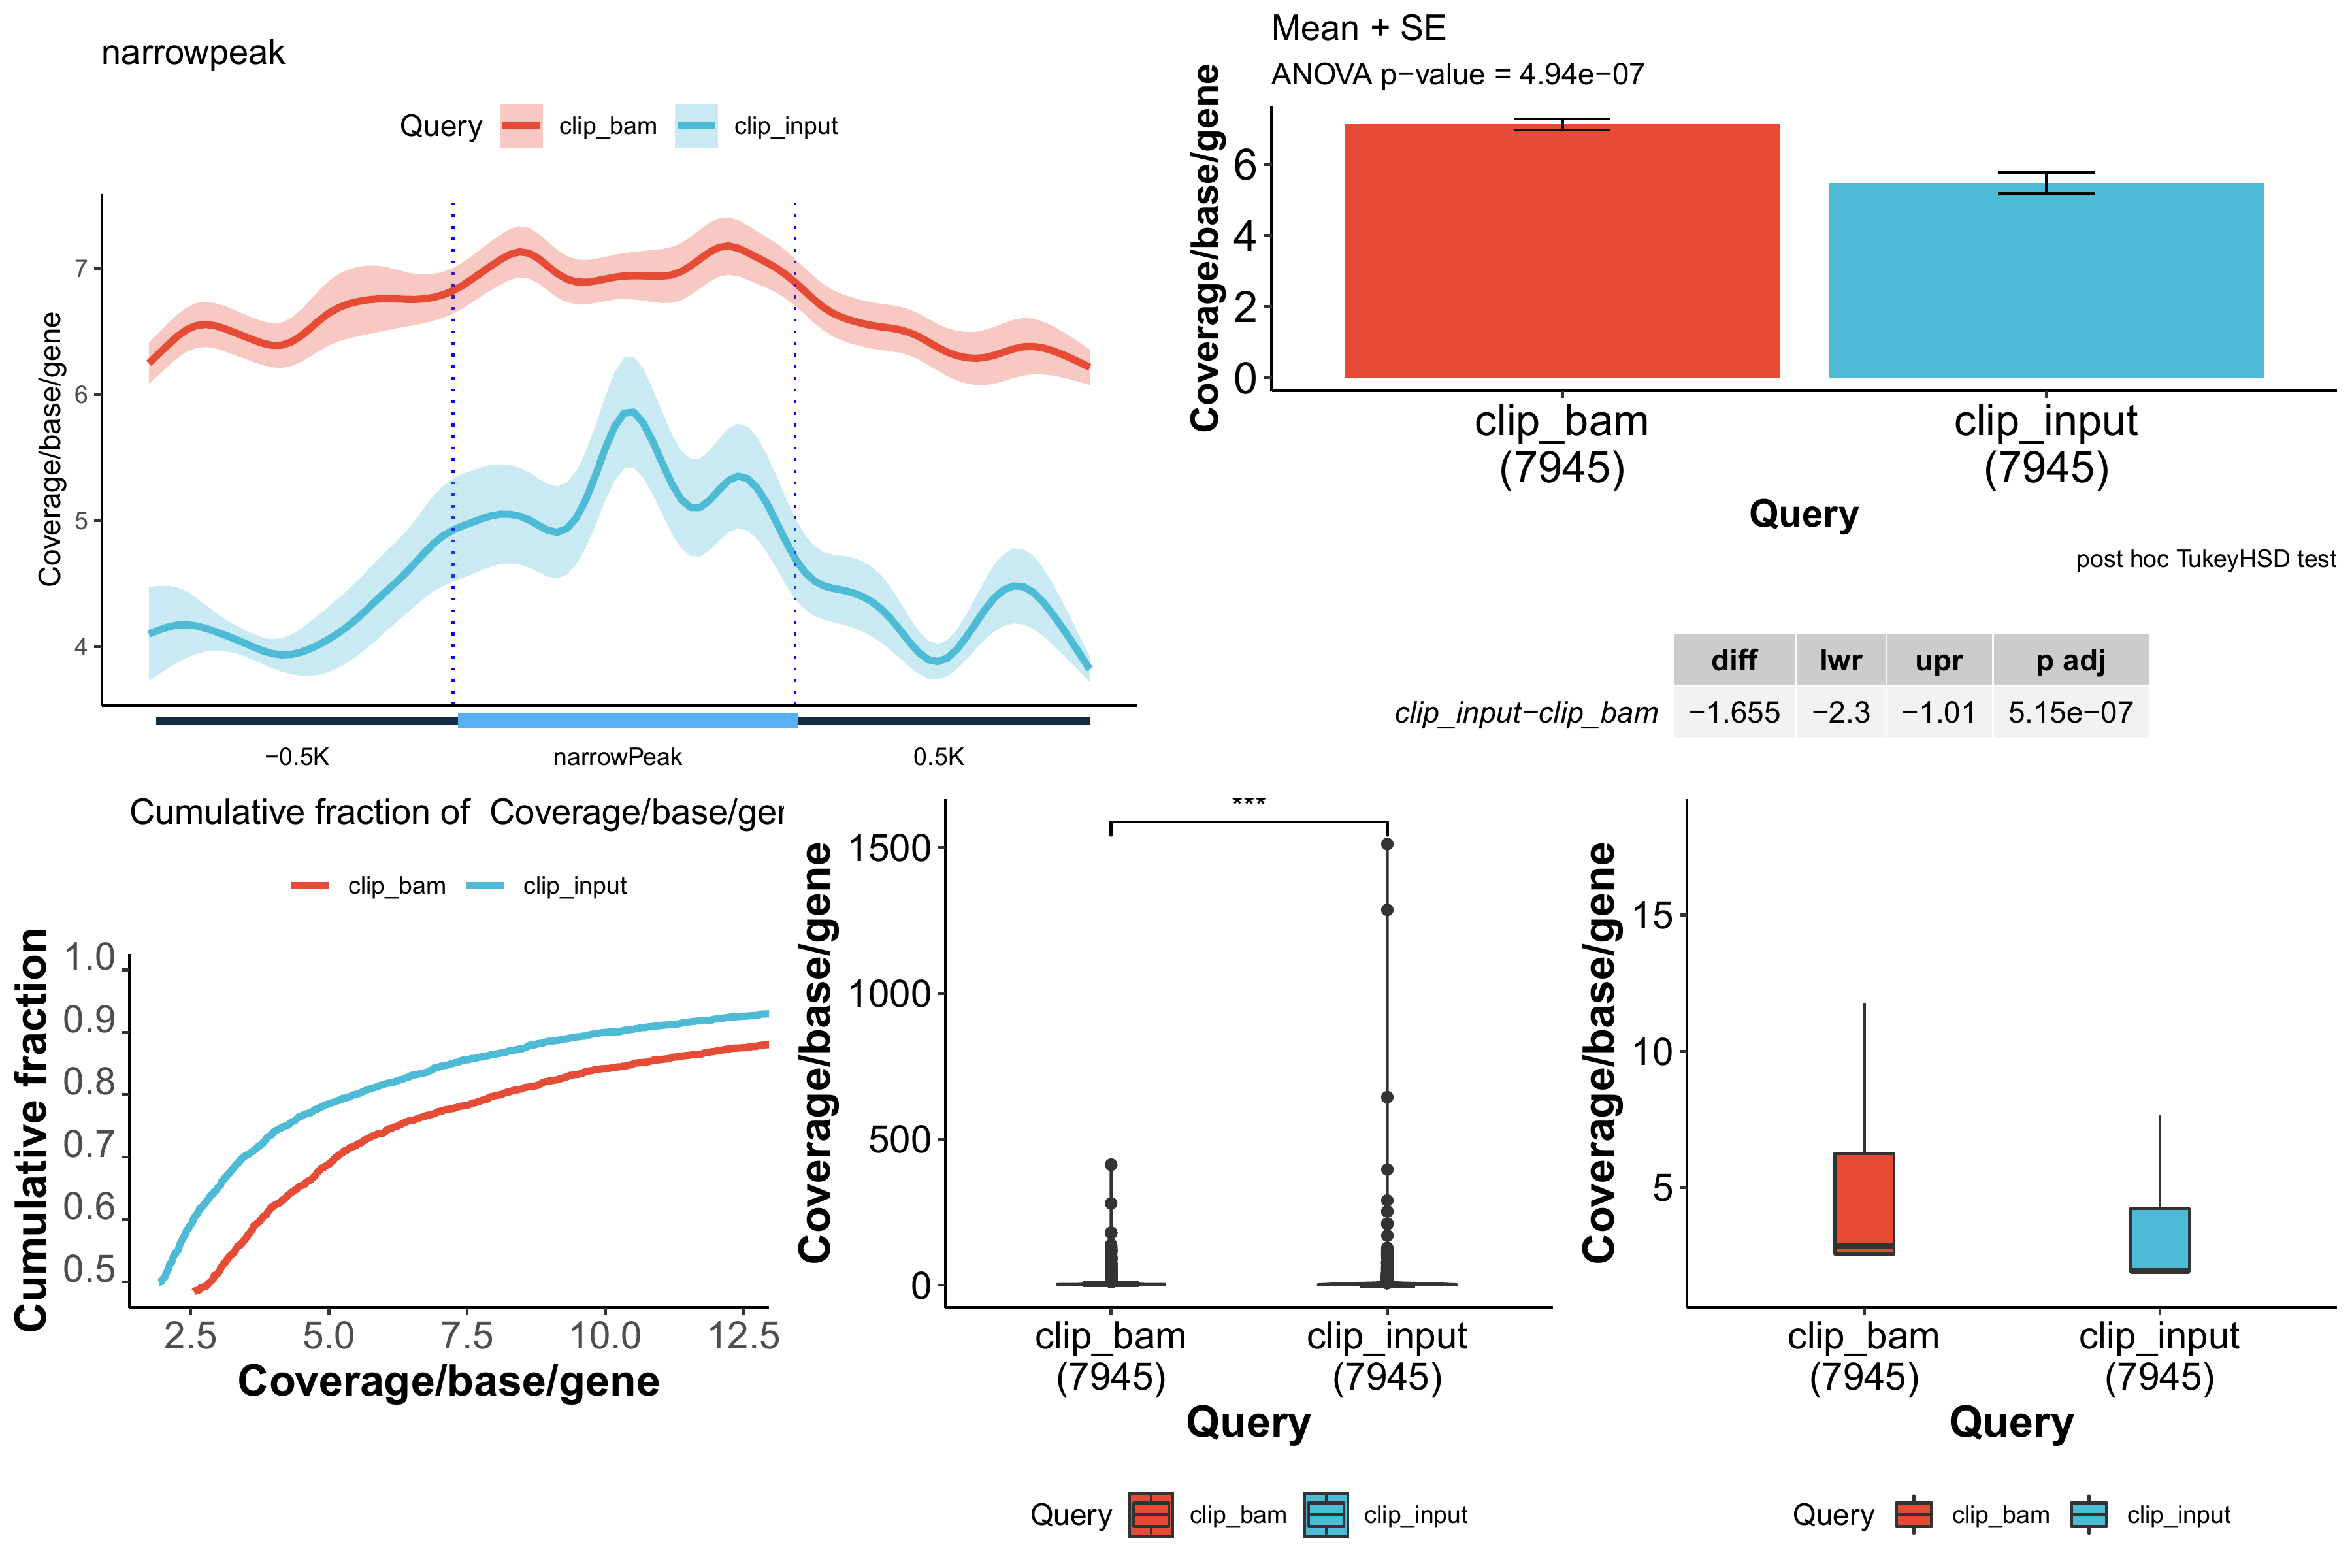 narrowpeak
Query clip_bam clip_input
Coverage/base/gene
7
6
5
4
−0.5K narrowPeak 0.5K
Mean + SE
ANOVA p−value = 4.94e−07
Coverage/base/gene
6
4
2
0
clip_bam clip_input
(7945) (7945)
Query
post hoc TukeyHSD test
diff lwr upr p adj
clip_input−clip_bam −1.655 −2.3 −1.01 5.15e−07
Cumulative fraction of Coverage/base/ger
clip_bam clip_input
Cumulative fraction
1.0
0.9
0.8
0.7
0.6
0.5
2.5 5.0 7.5 10.0 12.5
Coverage/base/gene
***
Coverage/base/gene
1500
1000
500
0
clip_bam clip_input
(7945) (7945)
Query
Query clip_bam clip_input
Coverage/base/gene
15
10
5
clip_bam clip_input
(7945) (7945)
Query
Query clip_bam clip_input